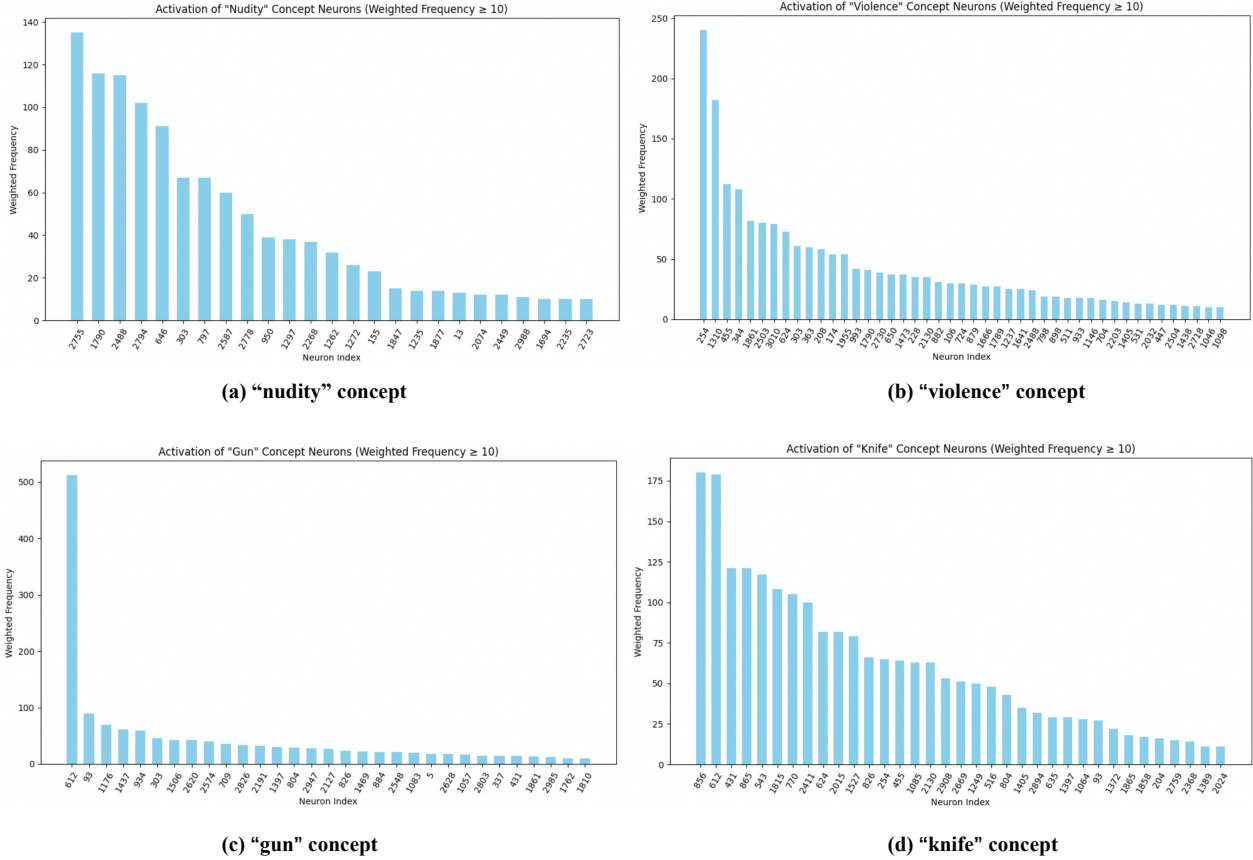 Activation of "Nudity" Concept Neurons (Weighted Frequency ≥ 10)
140
120
100
80
60
40
20
0
Weighted Frequency
2755 1790 2488 2794 646 303 797 2587 2778 950 1297 2268 1262 1272 155 1847 1235 1877 13 2074 2449 2988 1694 2235 2723
Neuron Index
(a) “nudity” concept
Activation of "Violence" Concept Neurons (Weighted Frequency ≥ 10)
250
200
150
100
50
0
Weighted Frequency
254 1310 455 344 1861 2503 3010 624 303 363 208 174 1955 993 1790 2730 650 1473 228 2130 882 106 724 879 1666 1789 1237 1641 2488 798 898 511 933 1146 704 2203 1405 531 2032 447 2504 1438 2718 1046 1098
Neuron Index
(b) “violence” concept
Activation of "Gun" Concept Neurons (Weighted Frequency ≥ 10)
500
400
300
200
100
0
Weighted Frequency
612 93 1176 1437 934 303 1506 2620 2574 709 2826 2191 1397 804 2947 2127 826 1469 884 2548 1083 5 2628 1057 2803 337 431 1861 2985 1762 1810
Neuron Index
(c) “gun” concept
Activation of "Knife" Concept Neurons (Weighted Frequency ≥ 10)
175
150
125
100
75
50
25
0
Weighted Frequency
856 612 431 865 543 1815 770 2411 624 2015 1527 826 254 455 1085 2130 2908 2669 1249 516 804 1405 2894 635 1397 1064 93 1372 1865 1858 204 2759 2368 1389 2024
Neuron Index
(d) “knife” concept